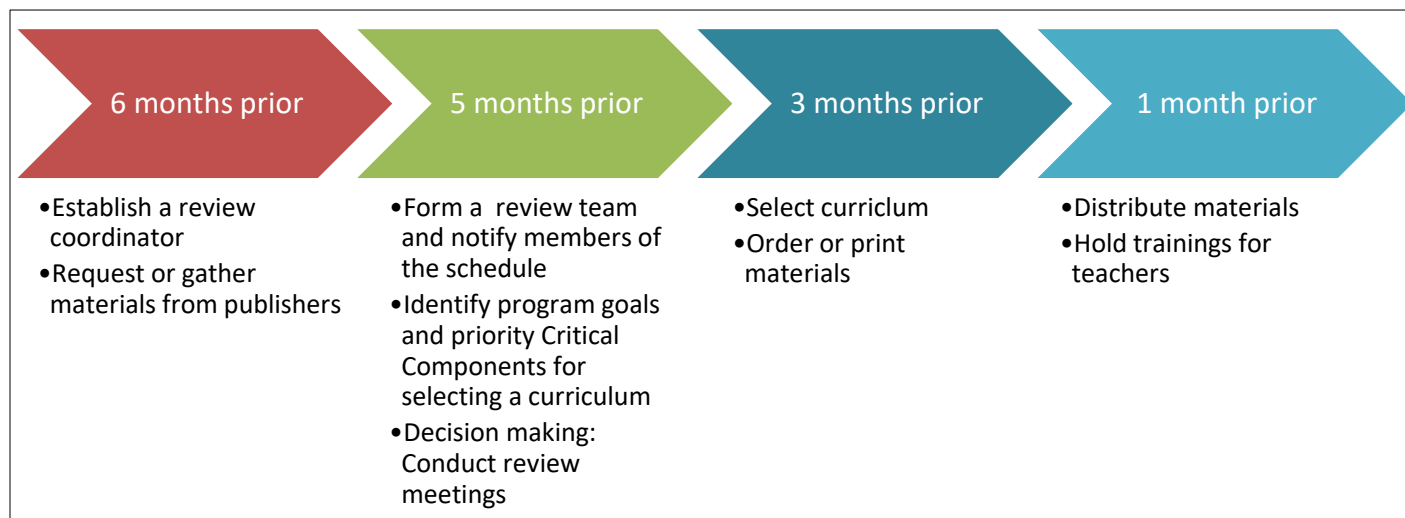 6 months prior
5 months prior
3 months prior
1 month prior
•Establish a review
coordinator
•Request or gather
materials from publishers
•Form a  review team
and notify members of
the schedule
•Identify program goals
and priority Critical
Components for
selecting a curriculum
•Decision making:
Conduct review
meetings
•Select curriclum
•Order or print
materials
•Distribute materials
•Hold trainings for
teachers